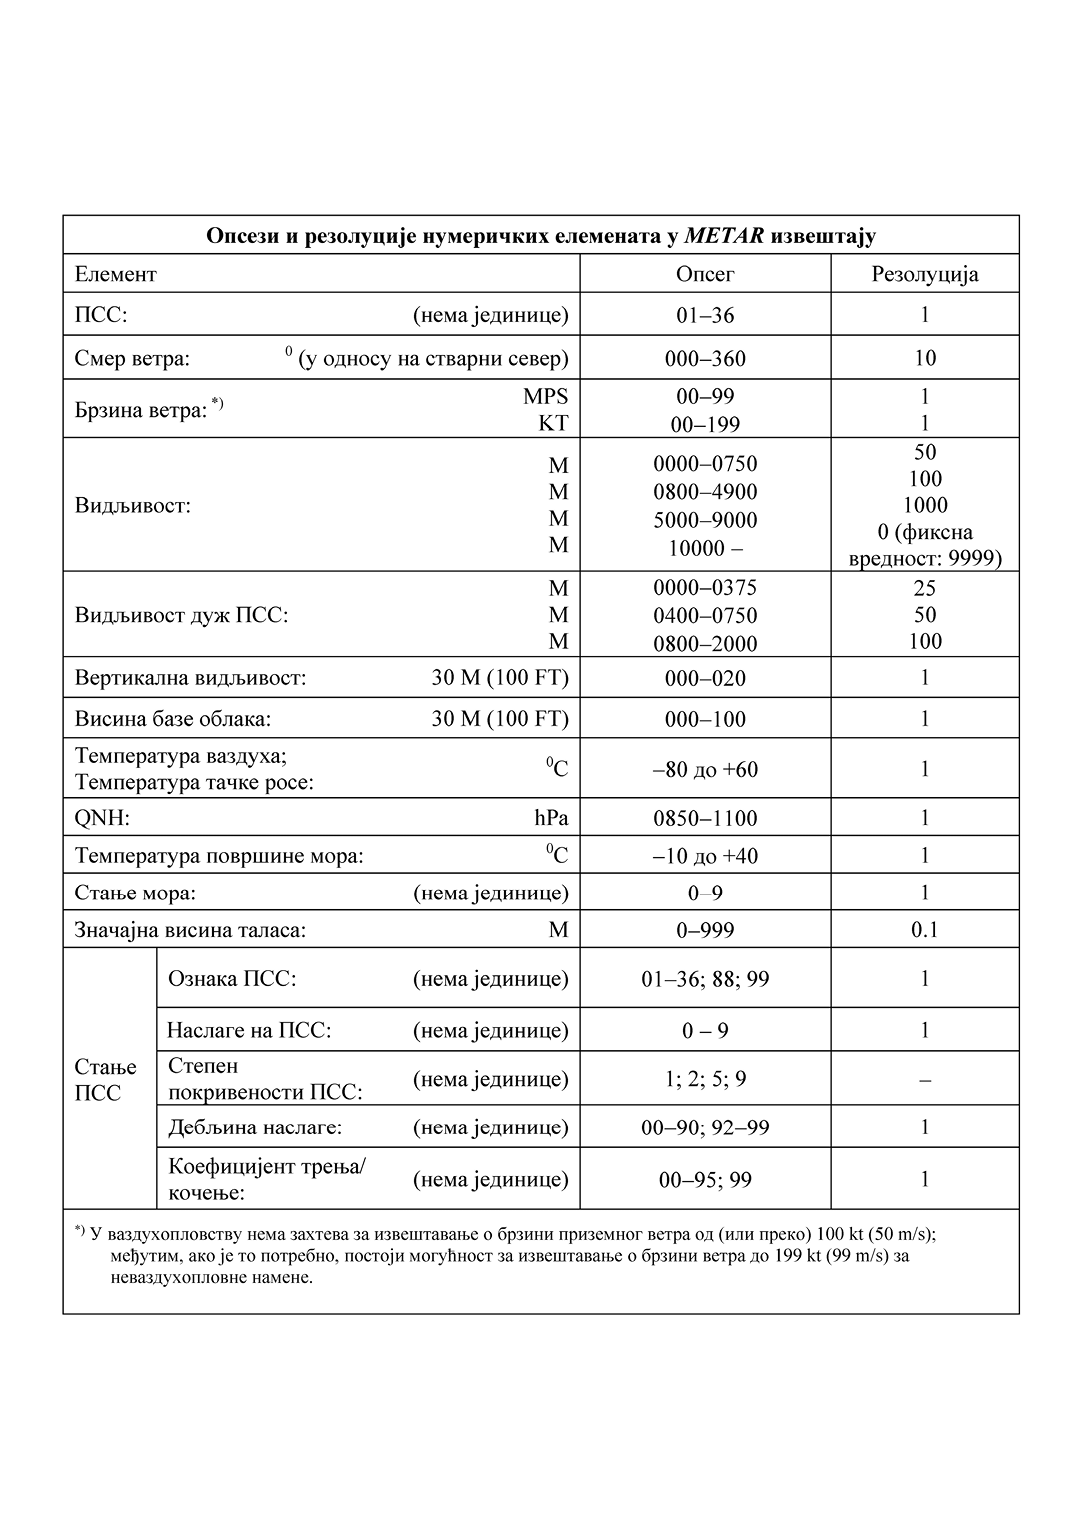 Опсези и резолуције нумеричких елемената у METAR извештају
Елемент Опсег Резолуција
ПСС: (нема јединице) 01–36 1
Смер ветра: ⁰ (у односу на стварни север) 000–360 10
Брзина ветра: *) MPS 00–99 1
KT 00–199 1
Видљивост:
М 0000–0750 50
М 0800–4900 100
М 5000–9000 1000
М 10000 – 0 (фиксна
вредност: 9999)
Видљивост дуж ПСС:
М 0000–0375 25
М 0400–0750 50
М 0800–2000 100
Вертикална видљивост: 30 М (100 FT) 000–020 1
Висина базе облака: 30 М (100 FT) 000–100 1
Температура ваздуха;
Температура тачке росе: ⁰C –80 до +60 1
QNH: hPa 0850–1100 1
Температура површине мора: ⁰C –10 до +40 1
Стање мора: (нема јединице) 0–9 1
Значајна висина таласа: М 0–999 0.1
Стање
ПСС
Ознака ПСС: (нема јединице) 01–36; 88; 99 1
Наслаге на ПСС: (нема јединице) 0 – 9 1
Степен
покривености ПСС: (нема јединице) 1; 2; 5; 9 –
Дебљина наслаге: (нема јединице) 00–90; 92–99 1
Коефицијент трења/
кочење: (нема јединице) 00–95; 99 1
*) У ваздухопловству нема захтева за извештавање о брзини приземног ветра од (или преко) 100 kt (50 m/s);
међутим, ако је то потребно, постоји могућност за извештавање о брзини ветра до 199 kt (99 m/s) за
неваздухопловне намене.